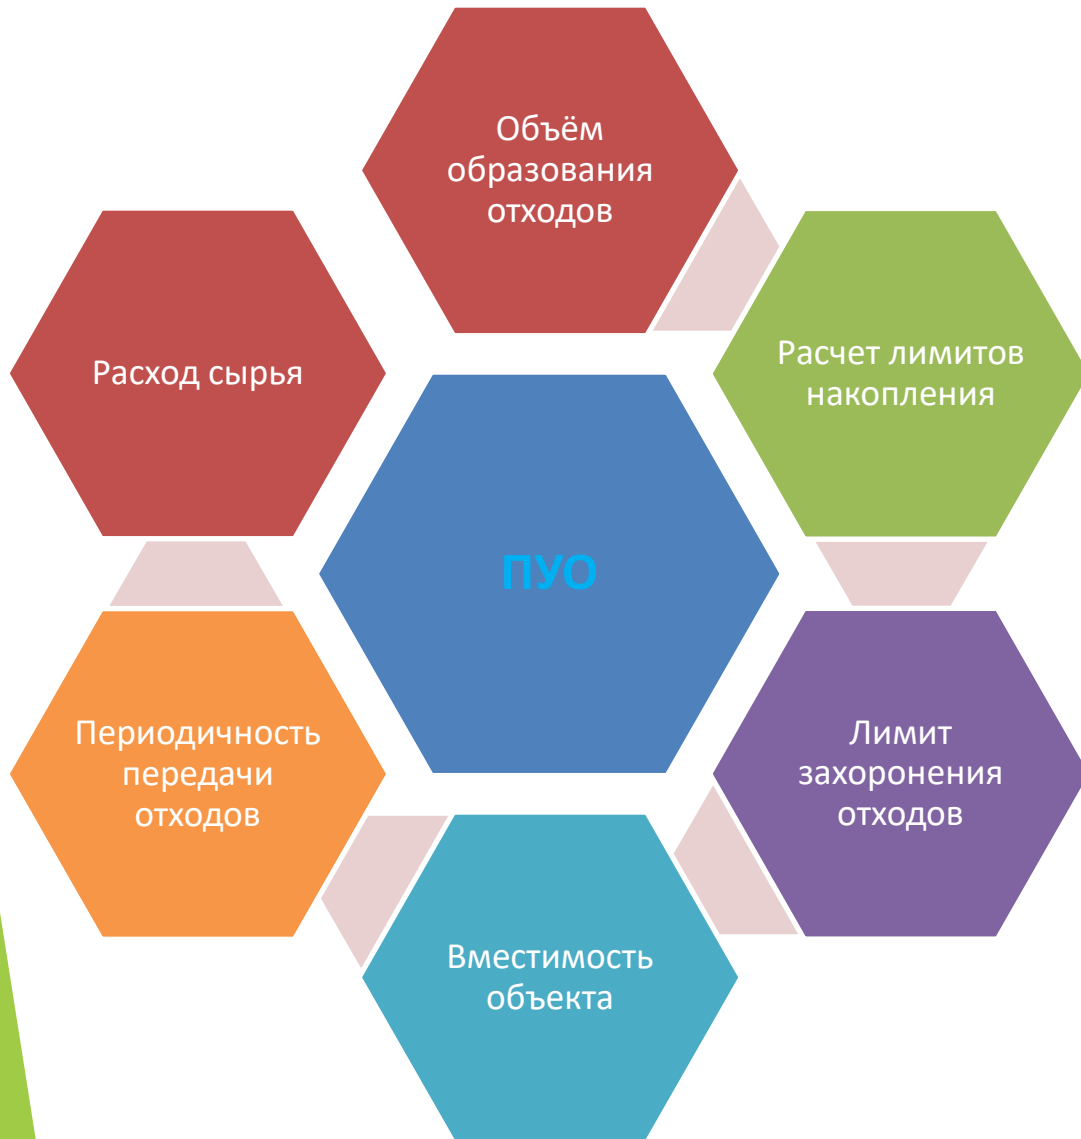 Объём
образования
отходов
Расход сырья
Расчет лимитов
накопления
ПУО
Периодичность
передачи
отходов
Лимит
захоронения
отходов
Вместимость
объекта